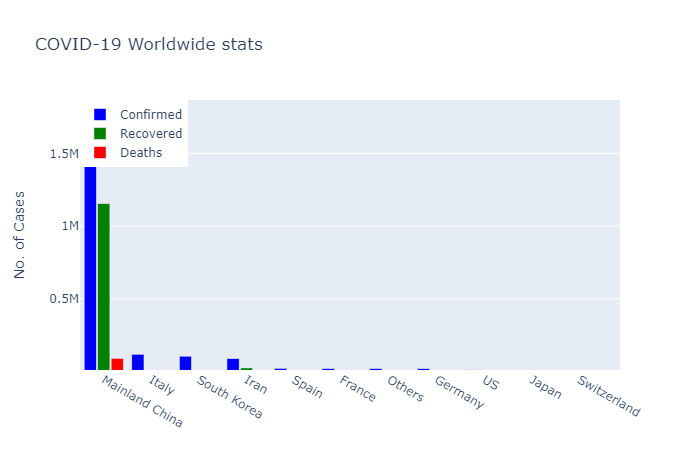 COVID-19 Worldwide stats
Confirmed
Recovered
Deaths
1.5M
1M
0.5M
No. of Cases
Mainland China
Italy
South Korea
Iran
Spain
France
Others
Germany
US
Japan
Switzerland